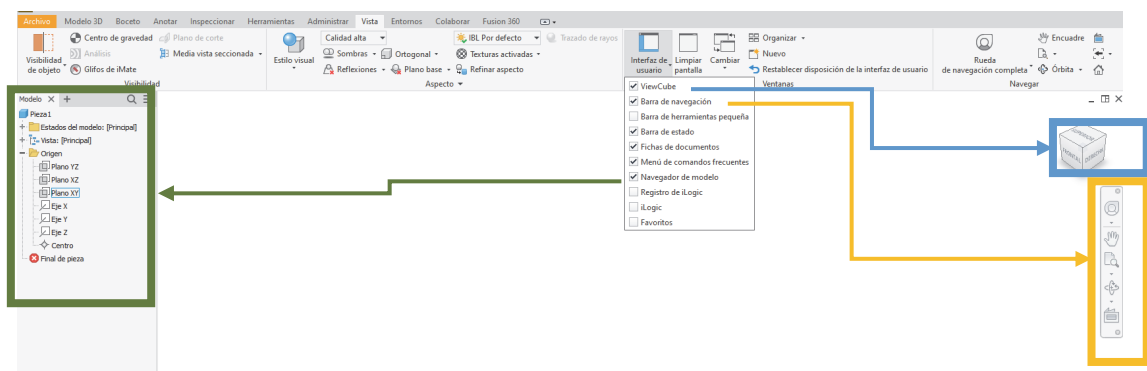 Archivo Modelo 3D Boceto Anotar Inspeccionar Herramientas Administrar Vista Entornos Colaborar Fusion 360
Visibilidad de objeto
Centro de gravedad
Plano de corte
Análisis
Media vista seccionada
Glifos de iMate
Visibilidad
Estilo visual
Calidad alta
IBL Por defecto
Trazado de rayos
Sombras
Ortogonal
Texturas activadas
Reflexiones
Plano base
Refinar aspecto
Aspecto
Interfaz de usuario
Limpiar pantalla
Cambiar
Organizar
Nuevo
Restablecer disposición de la interfaz de usuario
Ventanas
Rueda de navegación completa
Encuadre
Órbita
Navegar
Modelo
Pieza1
Estados del modelo: [Principal]
Vista: [Principal]
Origen
Plano YZ
Plano XZ
Plano XY
Eje X
Eje Y
Eje Z
Centro
Final de pieza
ViewCube
Barra de navegación
Barra de herramientas pequeña
Barra de estado
Fichas de documentos
Menú de comandos frecuentes
Navegador de modelo
Registro de iLogic
iLogic
Favoritos